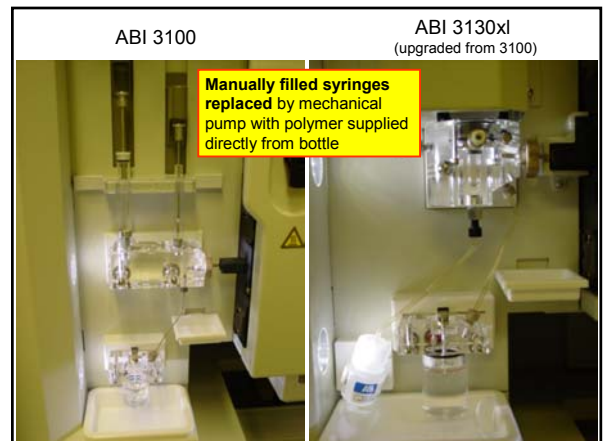 ABI 3100
ABI 3130xl
(upgraded from 3100)
Manually filled syringes
replaced by mechanical
pump with polymer supplied
directly from bottle